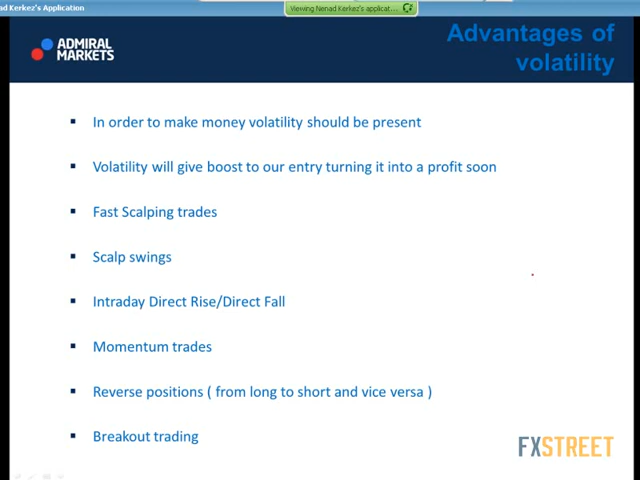 ad Kerkez's Application
Viewing Nenad Kerkez's applicat...
ADMIRAL
MARKETS
Advantages of
volatility
▪ In order to make money volatility should be present
▪ Volatility will give boost to our entry turning it into a profit soon
▪ Fast Scalping trades
▪ Scalp swings
▪ Intraday Direct Rise/Direct Fall
▪ Momentum trades
▪ Reverse positions ( from long to short and vice versa )
▪ Breakout trading
FXSTREET